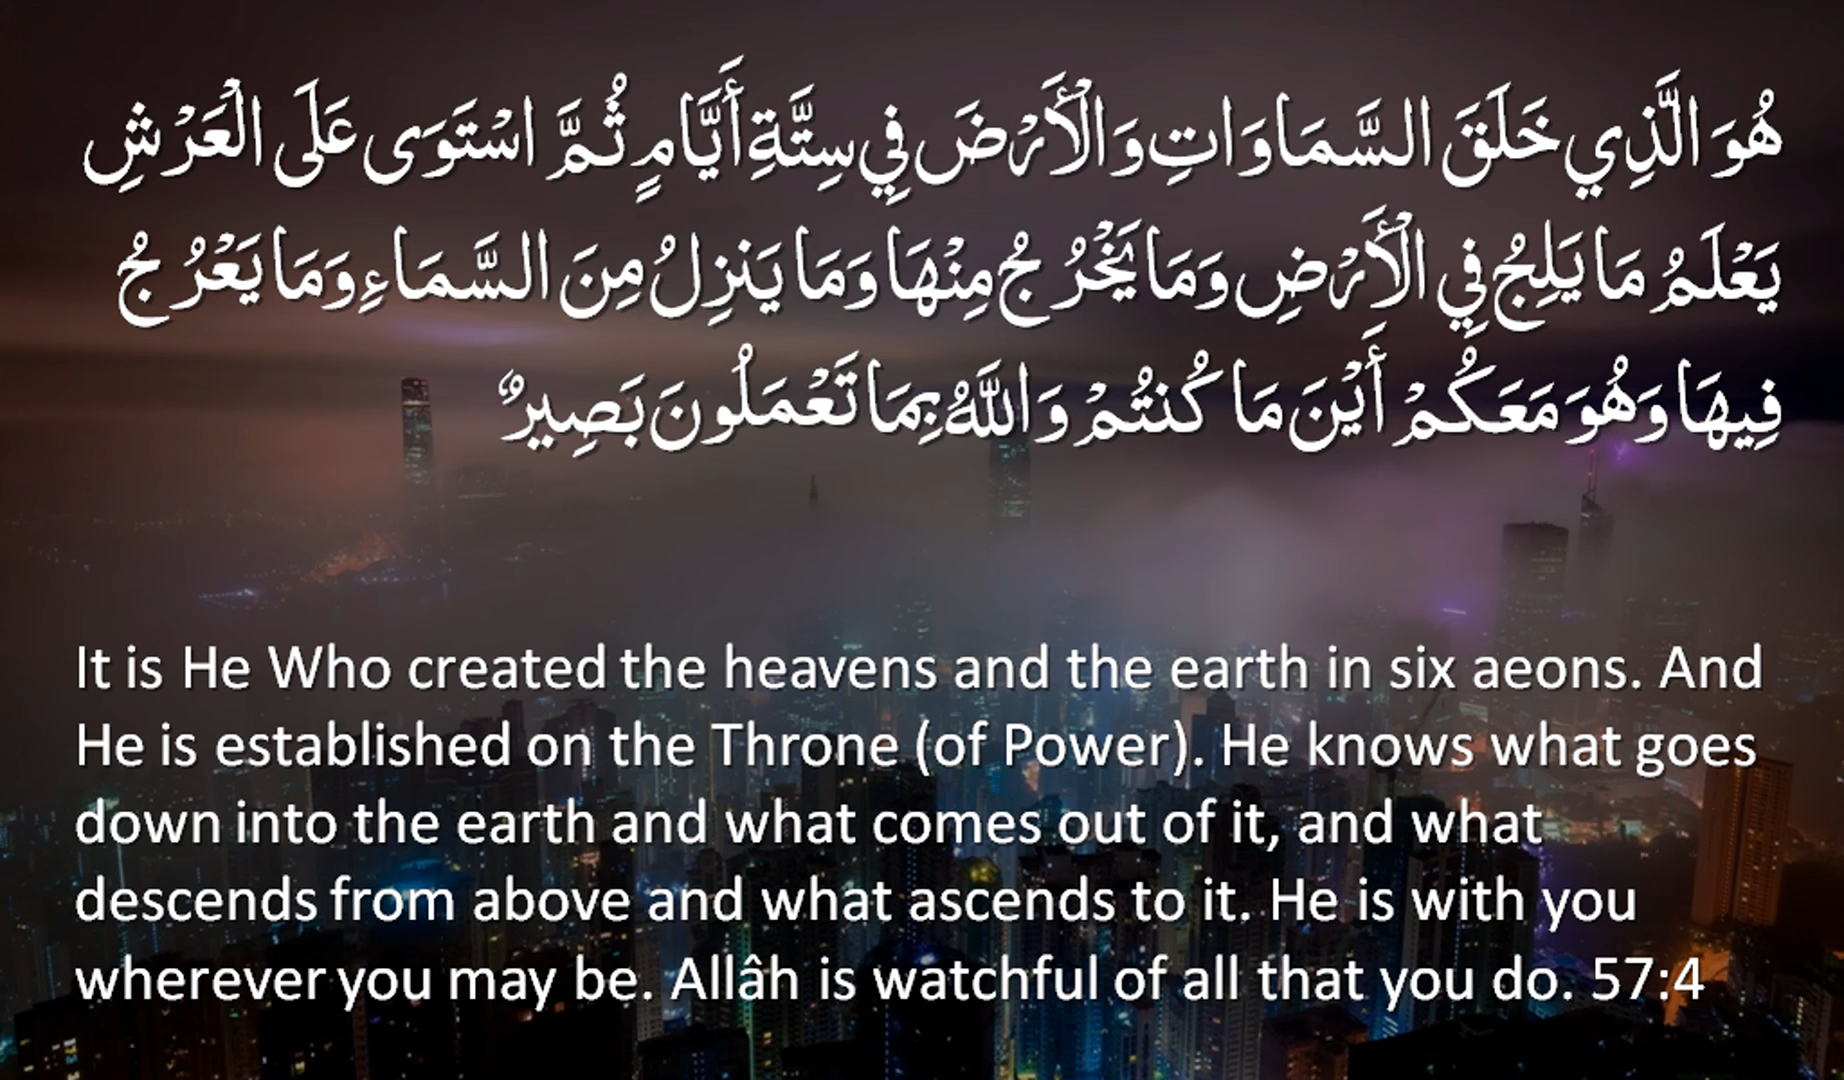 هُوَ الَّذِي خَلَقَ السَّمَاوَاتِ وَالْأَرْضَ فِي سِتَّةِ أَيَّامٍ ثُمَّ اسْتَوَى عَلَى الْعَرْشِ
يَعْلَمُ مَا يَلِجُ فِي الْأَرْضِ وَمَا يَخْرُجُ مِنْهَا وَمَا يَنزِلُ مِنَ السَّمَاءِ وَمَا يَعْرُجُ
فِيهَا وَهُوَ مَعَكُمْ أَيْنَ مَا كُنتُمْ وَاللَّهُ بِمَا تَعْمَلُونَ بَصِيرٌ
It is He Who created the heavens and the earth in six aeons. And
He is established on the Throne (of Power). He knows what goes
down into the earth and what comes out of it, and what
descends from above and what ascends to it. He is with you
wherever you may be. Allâh is watchful of all that you do. 57:4